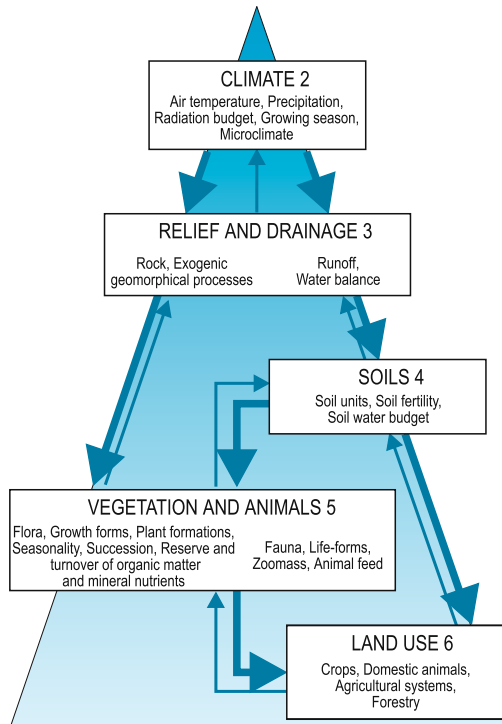 CLIMATE 2
Air temperature, Precipitation,
Radiation budget, Growing season,
Microclimate
RELIEF AND DRAINAGE 3
Rock, Exogenic
geomorphical processes
Runoff,
Water balance
SOILS 4
Soil units, Soil fertility,
Soil water budget
VEGETATION AND ANIMALS 5
Flora, Growth forms, Plant formations,
Seasonality, Succession, Reserve and
turnover of organic matter
and mineral nutrients
Fauna, Life-forms,
Zoomass, Animal feed
LAND USE 6
Crops, Domestic animals,
Agricultural systems,
Forestry